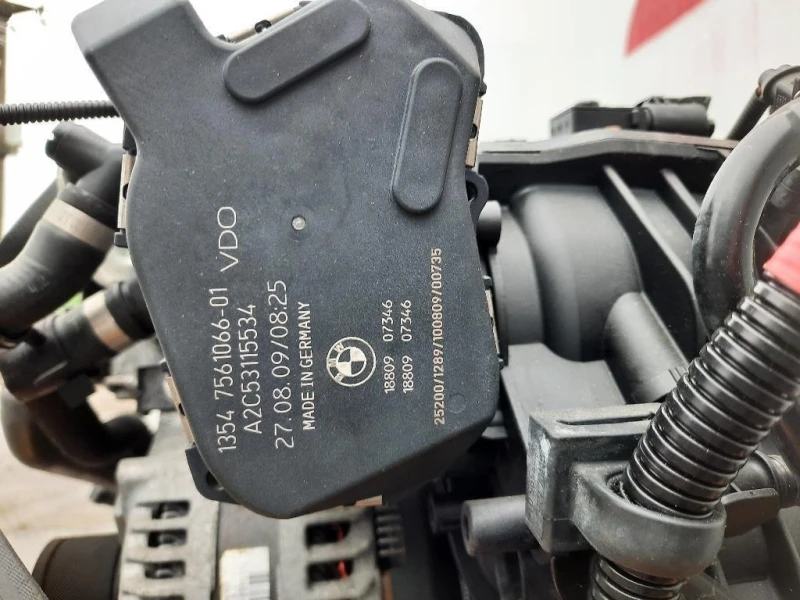 1354 7561066-01 VDO
A2C53115534
27.08.09/08:25
MADE IN GERMANY
BMW
18809 07346
18809 07346
25200/1289/100809/00735